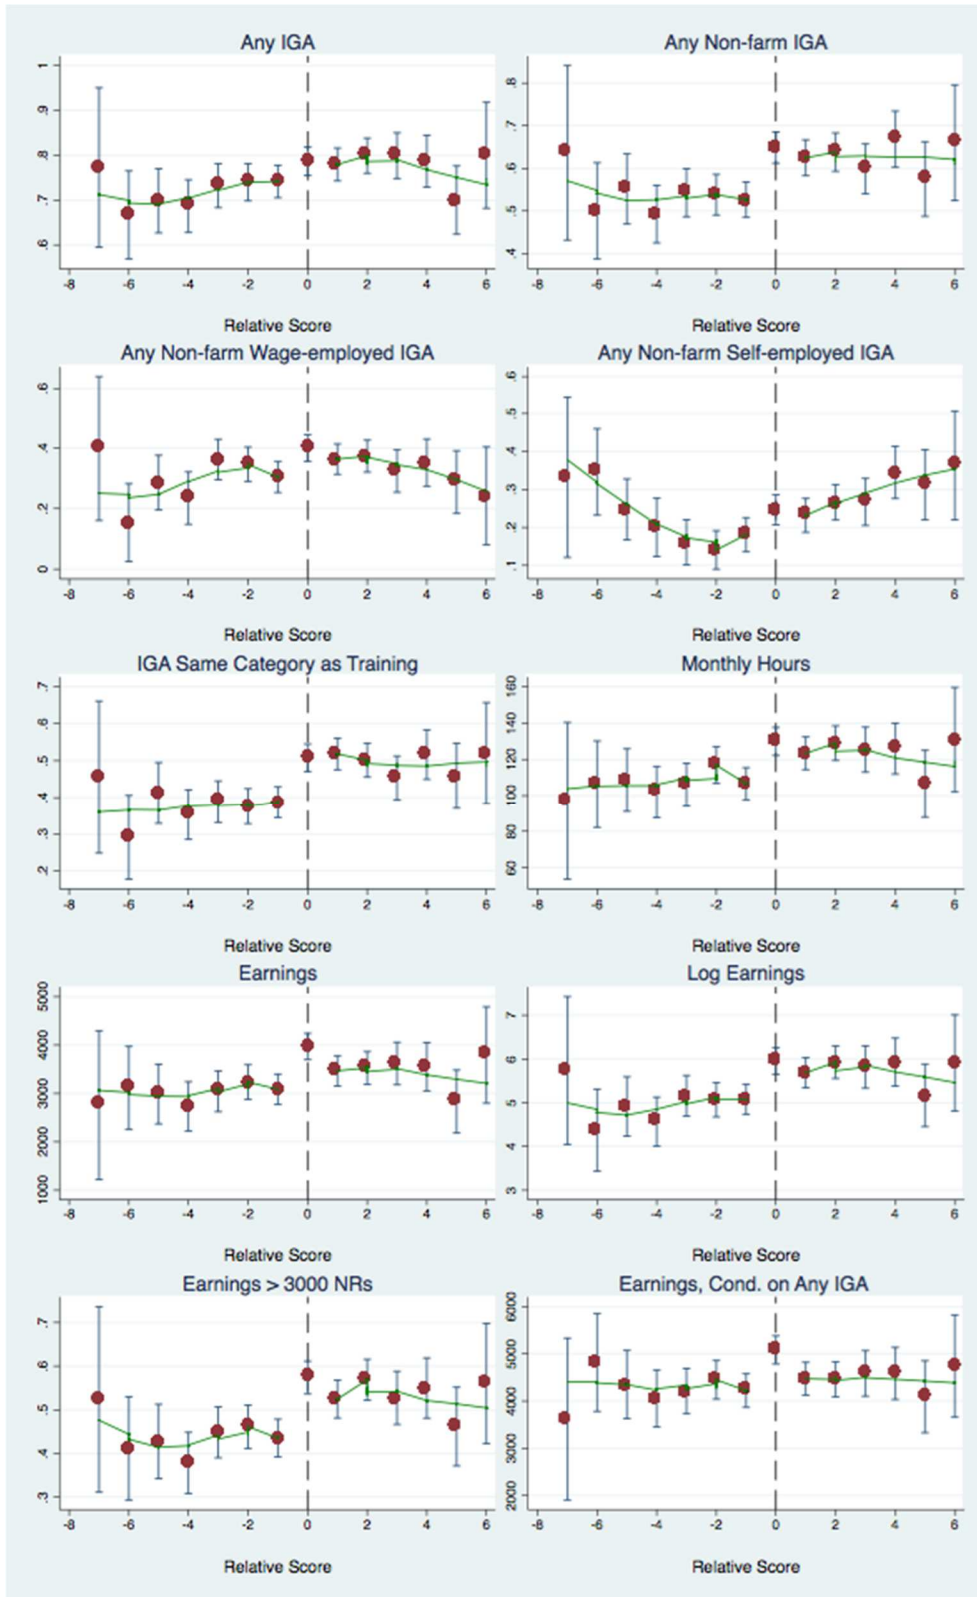 Any IGA
Any Non-farm IGA
1
.9
.8
.7
.6
.8
.7
.6
.5
.4
-8 -6 -4 -2 0 2 4 6
-8 -6 -4 -2 0 2 4 6
Relative Score
Relative Score
Any Non-farm Wage-employed IGA
Any Non-farm Self-employed IGA
.6
.4
.2
0
.6
.5
.4
.3
.2
.1
-8 -6 -4 -2 0 2 4 6
-8 -6 -4 -2 0 2 4 6
Relative Score
Relative Score
IGA Same Category as Training
Monthly Hours
.7
.6
.5
.4
.3
.2
160
140
120
100
80
60
-8 -6 -4 -2 0 2 4 6
-8 -6 -4 -2 0 2 4 6
Relative Score
Relative Score
Earnings
Log Earnings
5000
4000
3000
2000
1000
7
6
5
4
3
-8 -6 -4 -2 0 2 4 6
-8 -6 -4 -2 0 2 4 6
Relative Score
Relative Score
Earnings > 3000 NRs
Earnings, Cond. on Any IGA
.7
.6
.5
.4
.3
6000
5000
4000
3000
2000
-8 -6 -4 -2 0 2 4 6
-8 -6 -4 -2 0 2 4 6
Relative Score
Relative Score